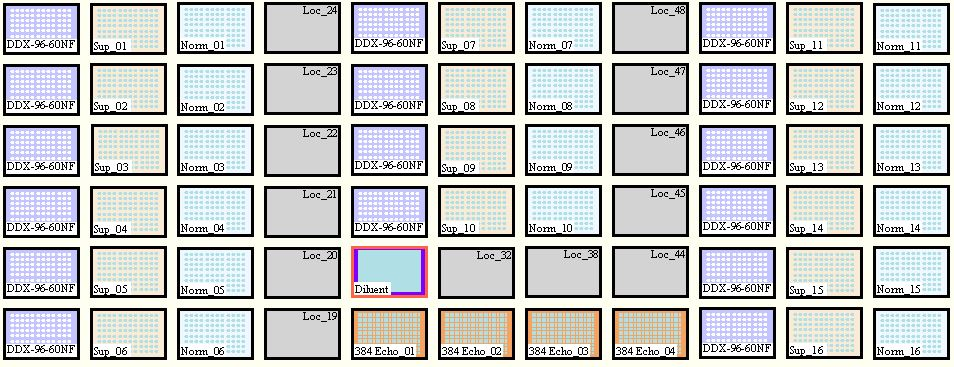 DDX-96-60NF Sup_01 Norm_01 Loc_24 DDX-96-60NF Sup_07 Norm_07 Loc_48 DDX-96-60NF Sup_11 Norm_11
DDX-96-60NF Sup_02 Norm_02 Loc_23 DDX-96-60NF Sup_08 Norm_08 Loc_47 DDX-96-60NF Sup_12 Norm_12
DDX-96-60NF Sup_03 Norm_03 Loc_22 DDX-96-60NF Sup_09 Norm_09 Loc_46 DDX-96-60NF Sup_13 Norm_13
DDX-96-60NF Sup_04 Norm_04 Loc_21 DDX-96-60NF Sup_10 Norm_10 Loc_45 DDX-96-60NF Sup_14 Norm_14
DDX-96-60NF Sup_05 Norm_05 Loc_20 Diluent Loc_32 Loc_38 Loc_44 DDX-96-60NF Sup_15 Norm_15
DDX-96-60NF Sup_06 Norm_06 Loc_19 384 Echo_01 384 Echo_02 384 Echo_03 384 Echo_04 DDX-96-60NF Sup_16 Norm_16